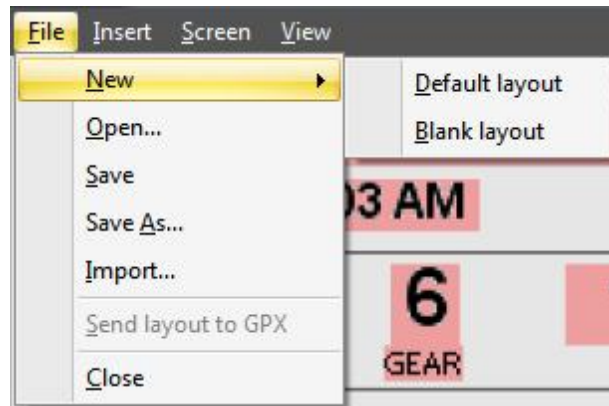 File Insert Screen View
New
Default layout
Open...
Blank layout
Save
03 AM
Save As...
Import...
6
Send layout to GPX
GEAR
Close